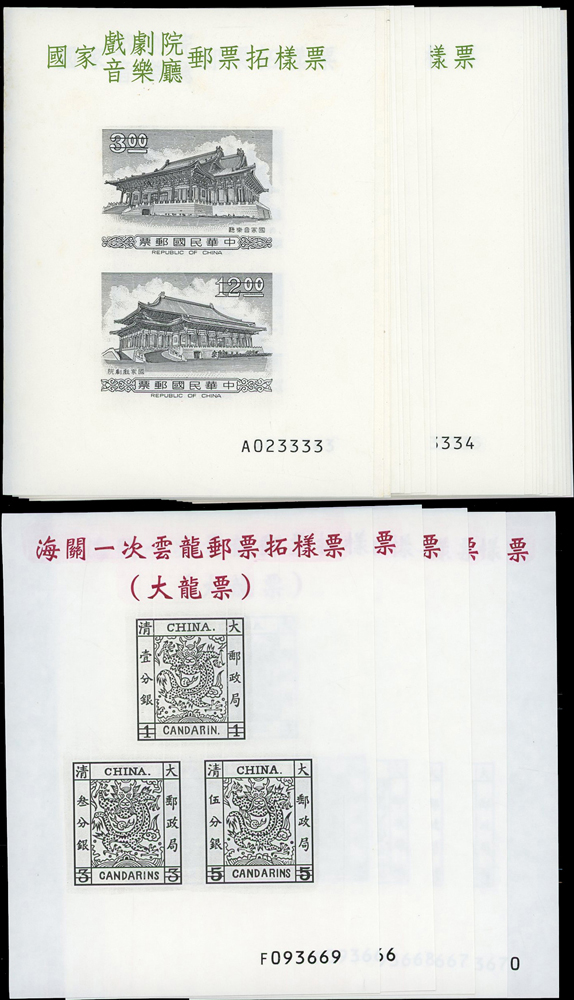 國家戲劇院音樂廳郵票拓樣票
樣票
3.00
國家音樂廳
中華民國郵票
REPUBLIC OF CHINA
12.00
國家戲劇院
中華民國郵票
REPUBLIC OF CHINA
A023333
3334
海關一次雲龍郵票拓樣票
票
票
票
票
(大龍票)
大清
CHINA.
郵政局
壹分銀
1 CANDARIN. 1
大清
CHINA.
郵政局
叁分銀
3 CANDARINS 3
大清
CHINA.
郵政局
伍分銀
5 CANDARINS 5
F093669
66
0